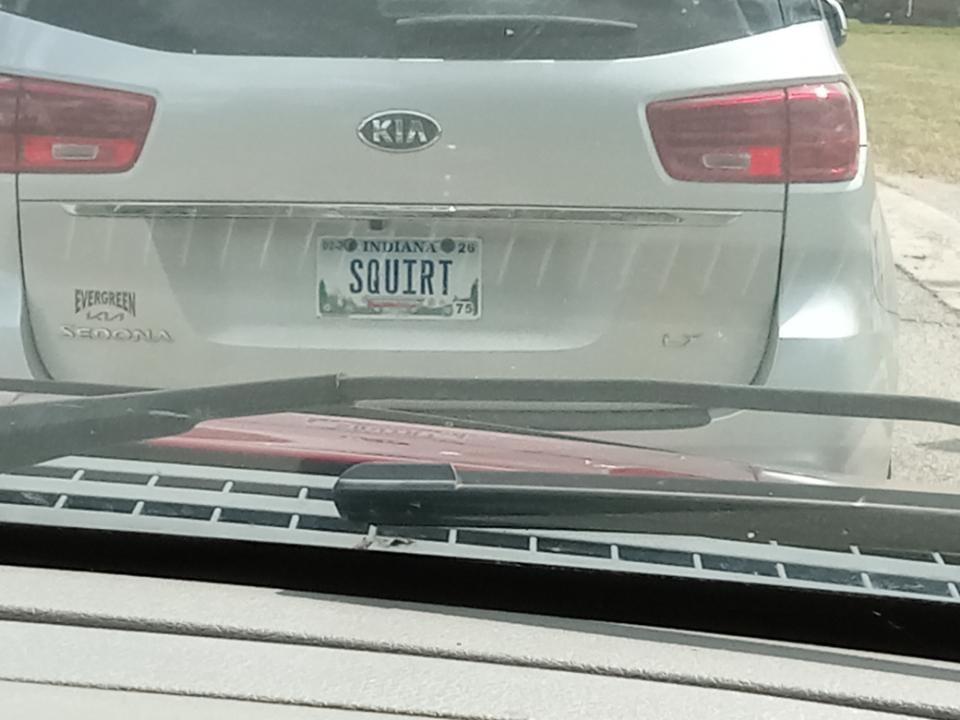 KIA
INDIANA 26
SQUIRT
75
EVERGREEN
KIA
SEDONA